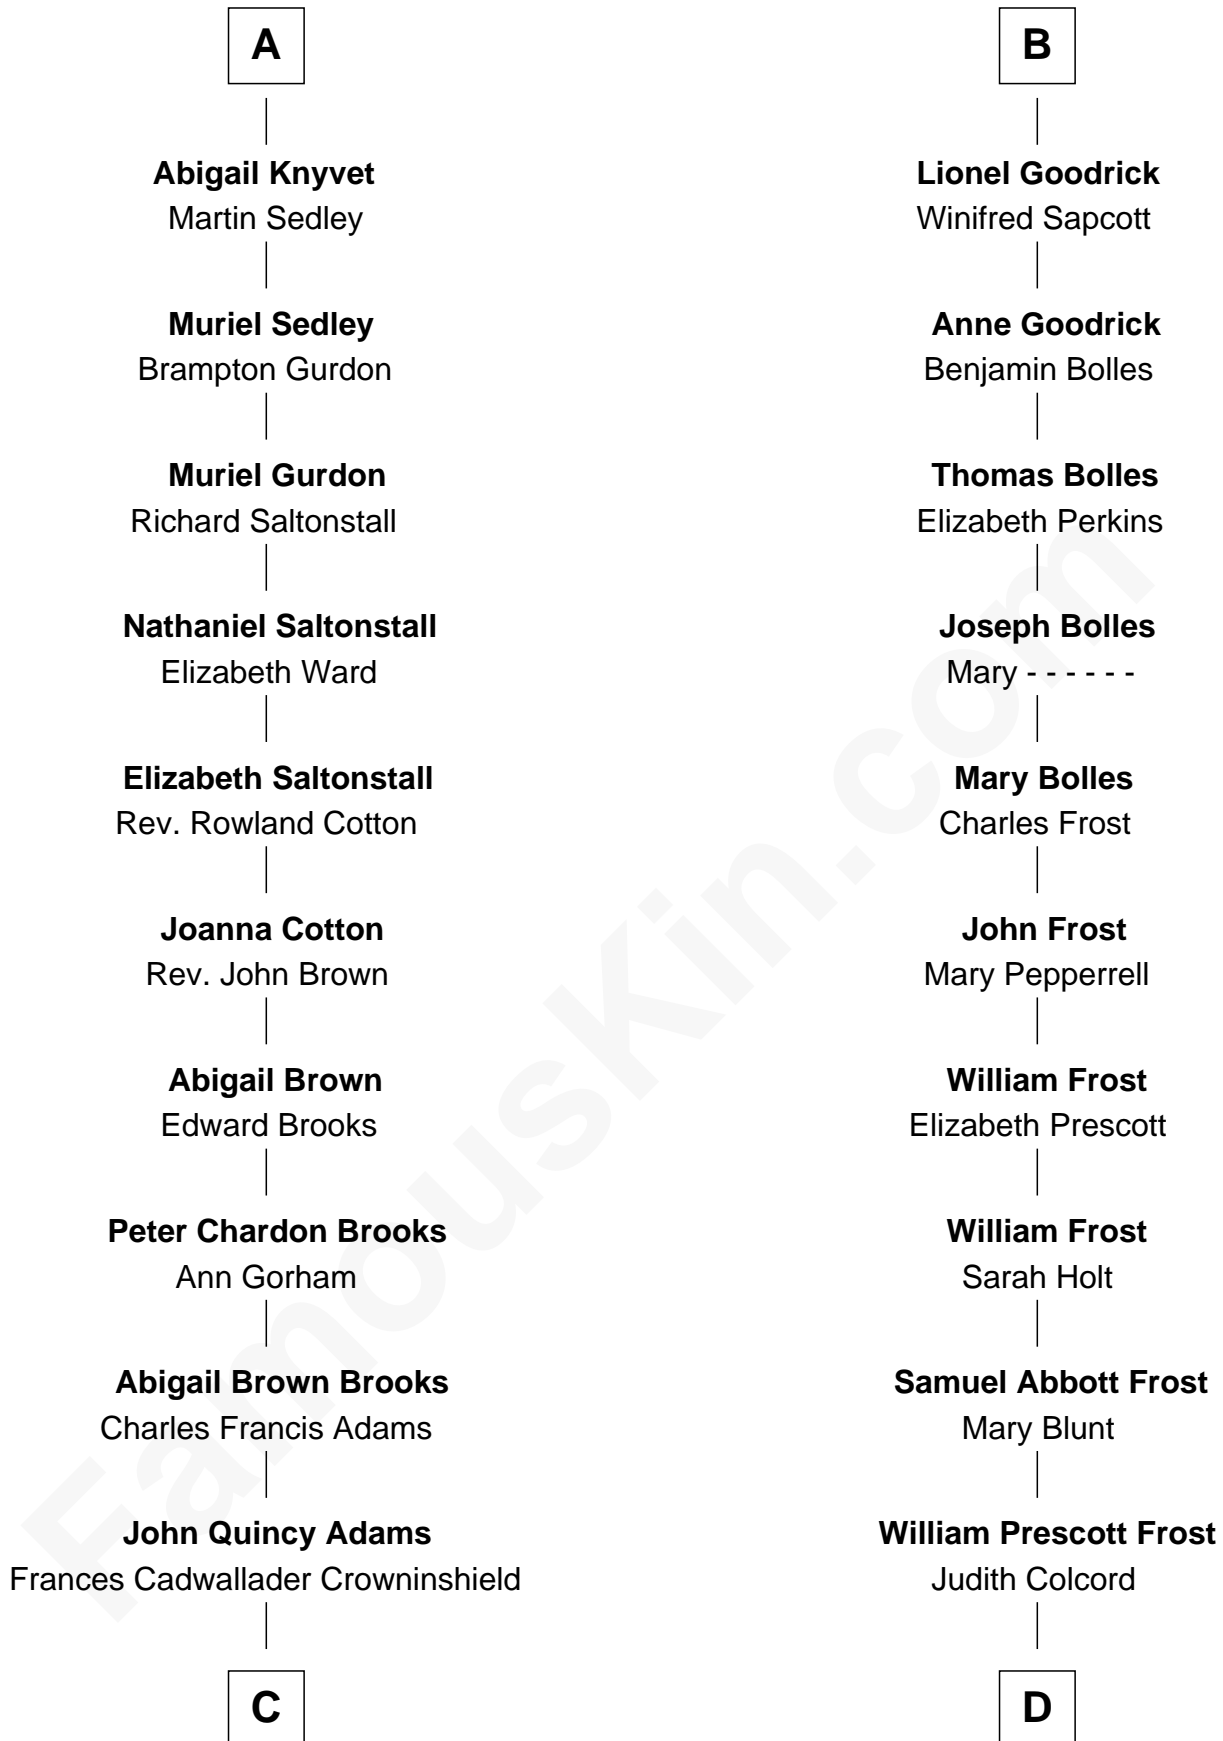 A
Abigail Knyvet
Martin Sedley
Muriel Sedley
Brampton Gurdon
Muriel Gurdon
Richard Saltonstall
Nathaniel Saltonstall
Elizabeth Ward
Elizabeth Saltonstall
Rev. Rowland Cotton
Joanna Cotton
Rev. John Brown
Abigail Brown
Edward Brooks
Peter Chardon Brooks
Ann Gorham
Abigail Brown Brooks
Charles Francis Adams
John Quincy Adams
Frances Cadwallader Crowninshield
C
B
Lionel Goodrick
Winifred Sapcott
Anne Goodrick
Benjamin Bolles
Thomas Bolles
Elizabeth Perkins
Joseph Bolles
Mary - - - - - -
Mary Bolles
Charles Frost
John Frost
Mary Pepperrell
William Frost
Elizabeth Prescott
William Frost
Sarah Holt
Samuel Abbott Frost
Mary Blunt
William Prescott Frost
Judith Colcord
D
FamousKin.com